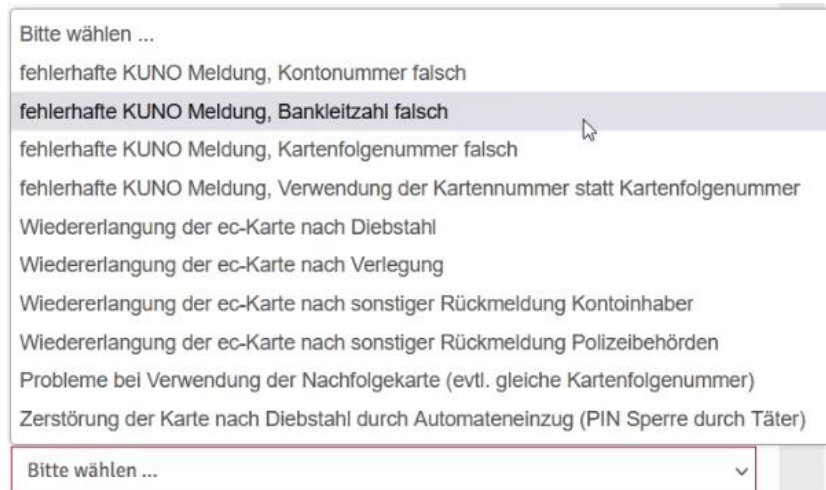 Bitte wählen ...
fehlerhafte KUNO Meldung, Kontonummer falsch
fehlerhafte KUNO Meldung, Bankleitzahl falsch
fehlerhafte KUNO Meldung, Kartenfolgenummer falsch
fehlerhafte KUNO Meldung, Verwendung der Kartennummer statt Kartenfolgenummer
Wiedererlangung der ec-Karte nach Diebstahl
Wiedererlangung der ec-Karte nach Verlegung
Wiedererlangung der ec-Karte nach sonstiger Rückmeldung Kontoinhaber
Wiedererlangung der ec-Karte nach sonstiger Rückmeldung Polizeibehörden
Probleme bei Verwendung der Nachfolgekarte (evtl. gleiche Kartenfolgenummer)
Zerstörung der Karte nach Diebstahl durch Automateneinzug (PIN Sperre durch Täter)
Bitte wählen ...